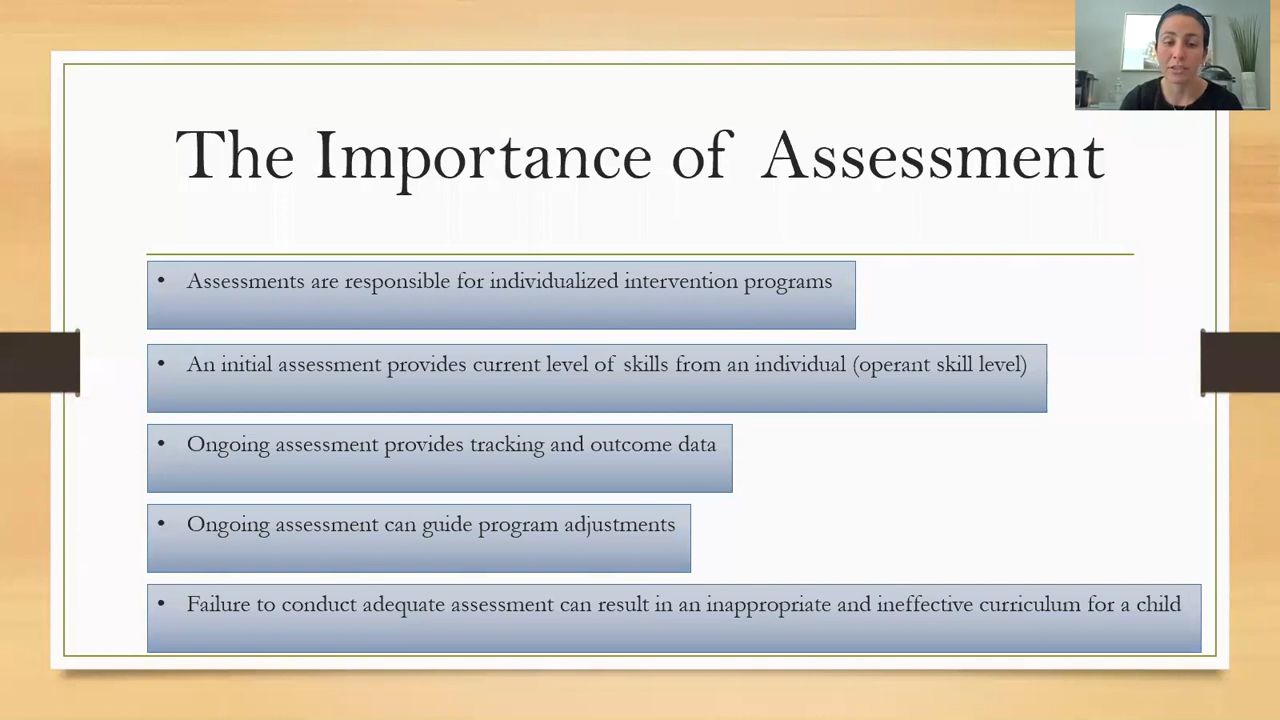 The Importance of Assessment
• Assessments are responsible for individualized intervention programs
• An initial assessment provides current level of skills from an individual (operant skill level)
• Ongoing assessment provides tracking and outcome data
• Ongoing assessment can guide program adjustments
• Failure to conduct adequate assessment can result in an inappropriate and ineffective curriculum for a child